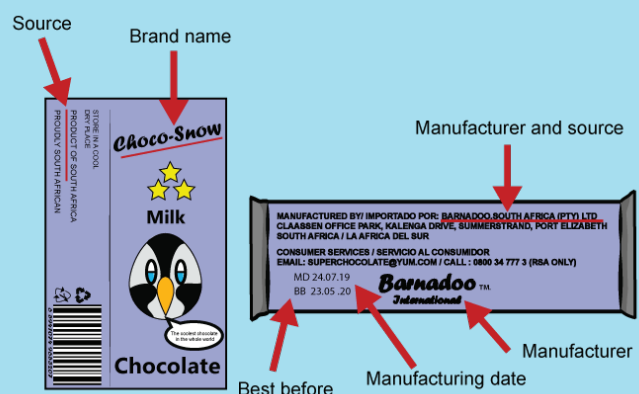 Source
Brand name
STORE IN A COOL
DRY PLACE
PRODUCT OF SOUTH AFRICA
PROUDLY SOUTH AFRICAN
Choco-Snow
Milk
The coolest chocolate
in the whole world
Chocolate
Manufacturer and source
MANUFACTURED BY/ IMPORTADO POR: BARNADOO,SOUTH AFRICA (PTY) LTD
CLAASSEN OFFICE PARK, KALENGA DRIVE, SUMMERSTRAND, PORT ELIZABETH
SOUTH AFRICA / LA AFRICA DEL SUR
CONSUMER SERVICES / SERVICIO AL CONSUMIDOR
EMAIL: SUPERCHOCOLATE@YUM.COM / CALL : 0800 34 777 3 (RSA ONLY)
MD 24.07.19
BB 23.05 .20
Barnadoo TM.
International
Manufacturer
Manufacturing date
Best before